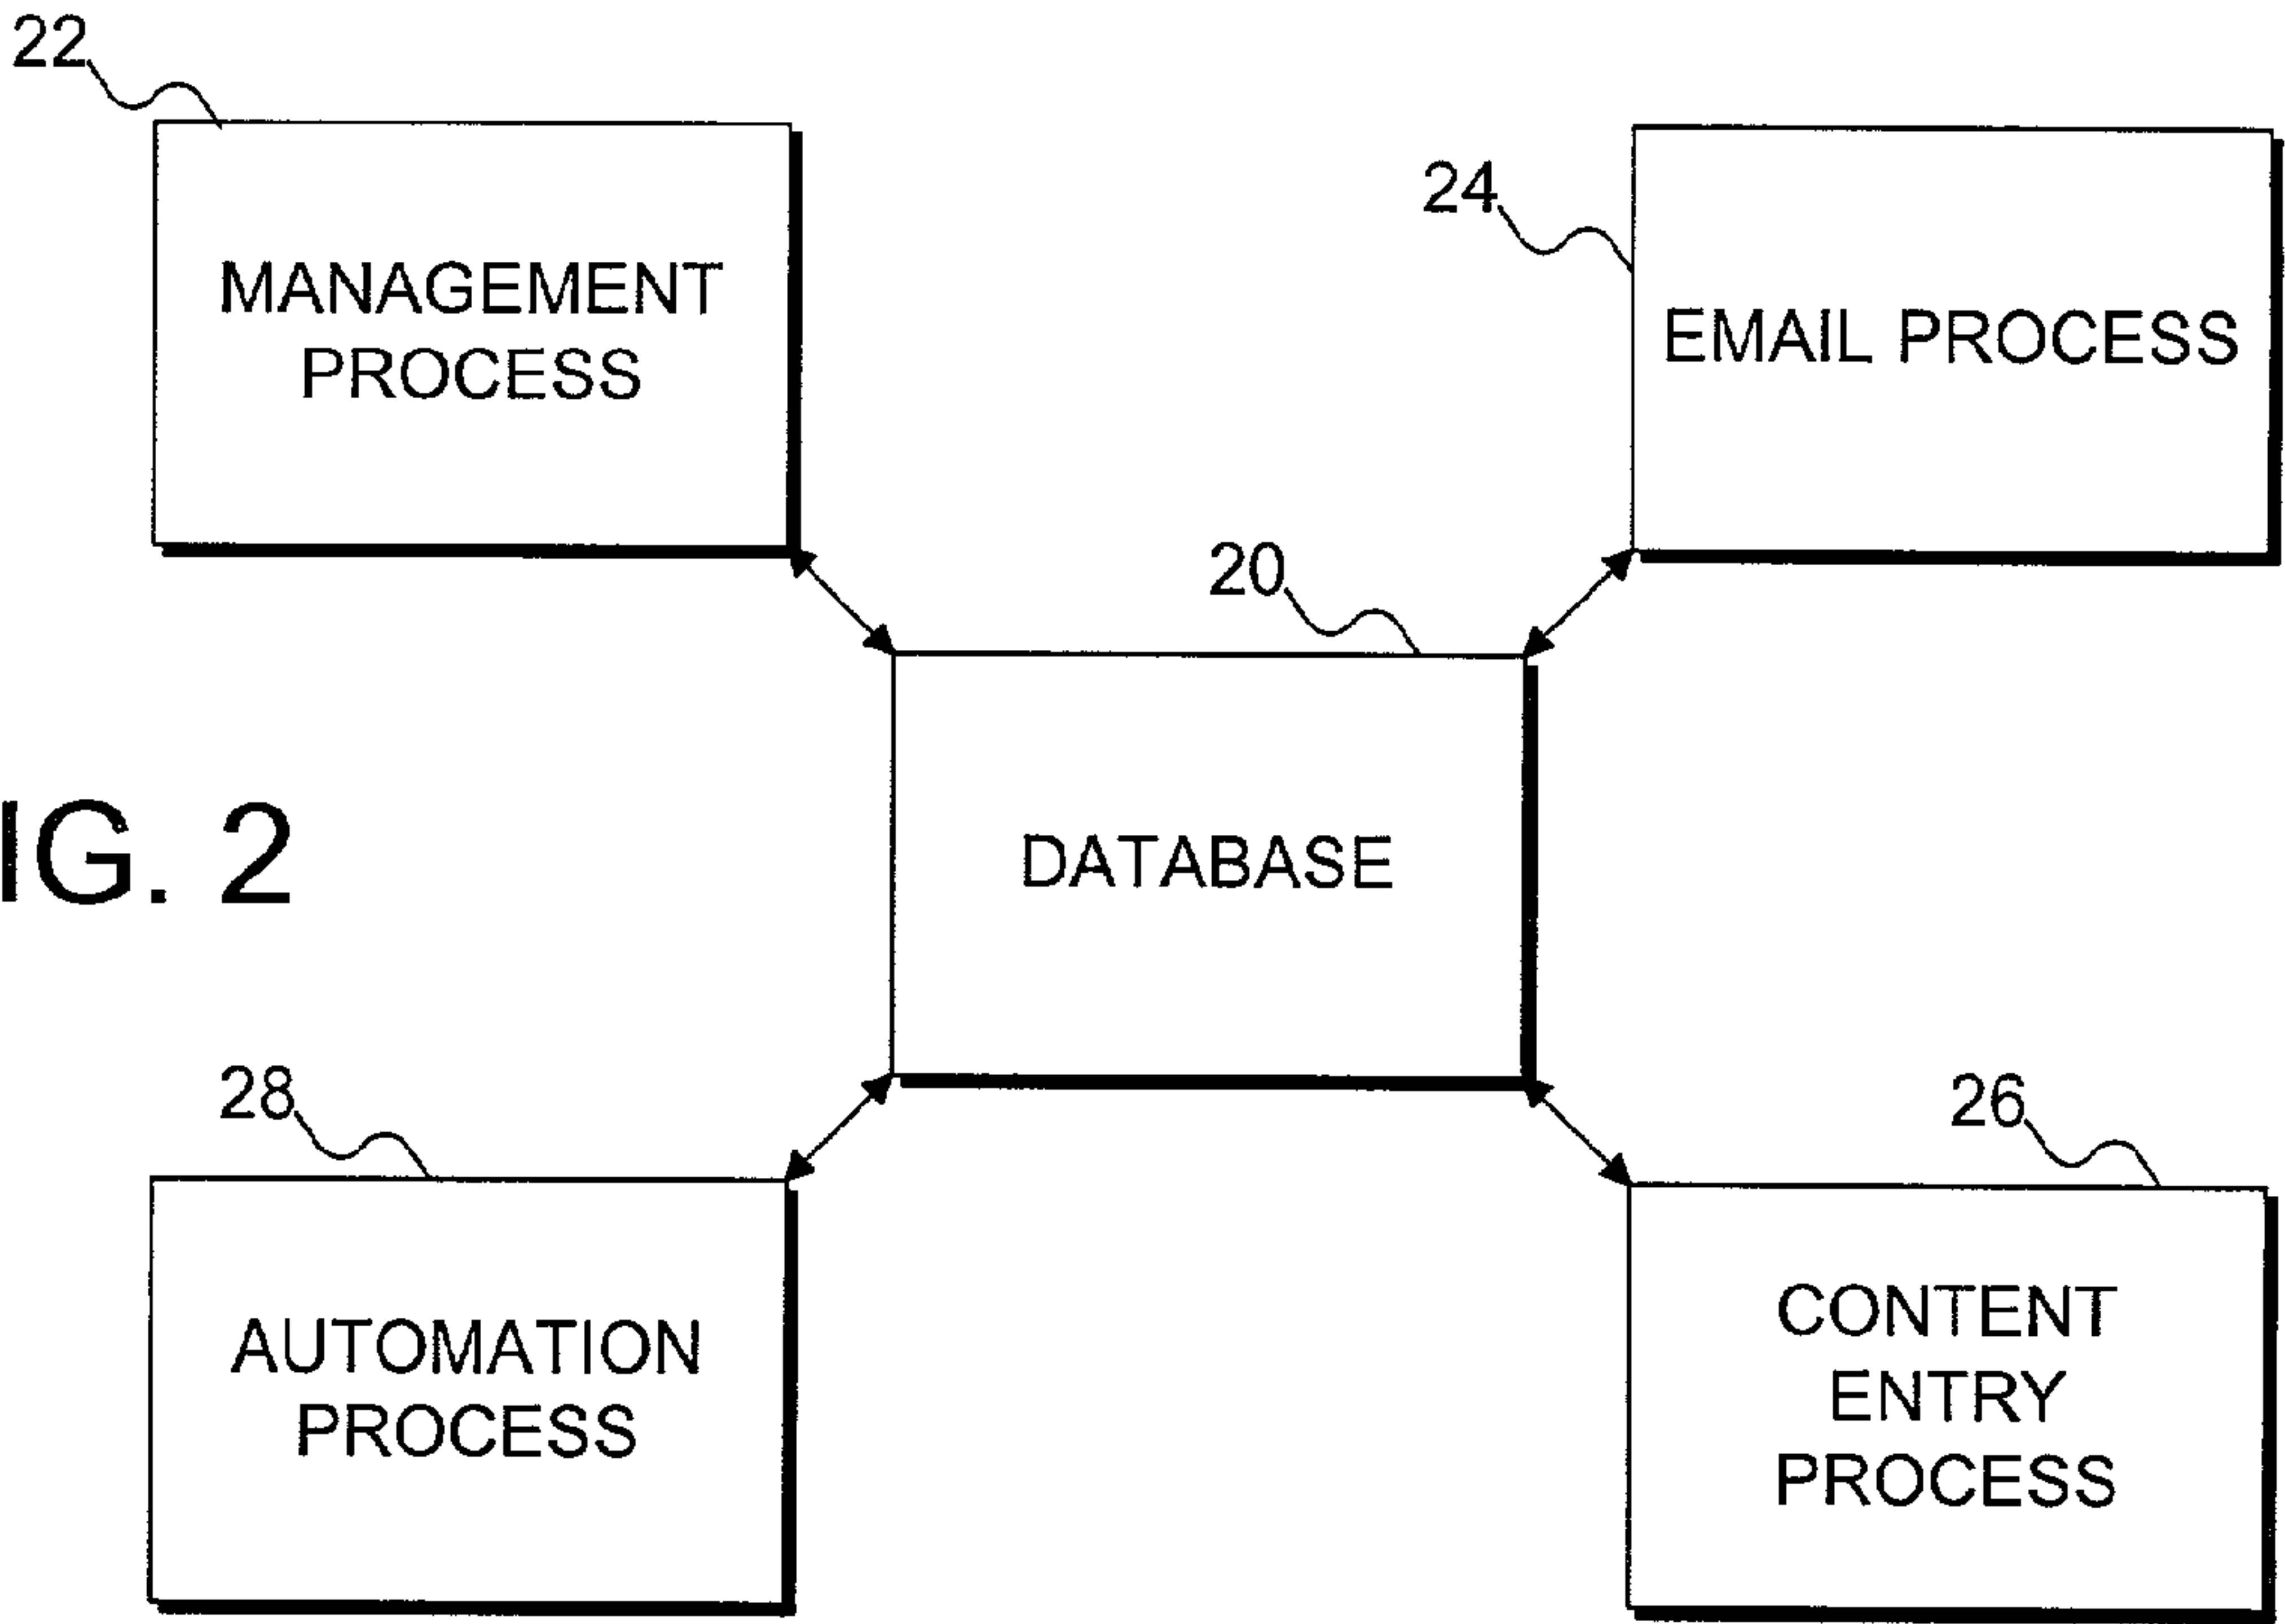 22
MANAGEMENT
PROCESS
24
EMAIL PROCESS
20
DATABASE
IG. 2
28
AUTOMATION
PROCESS
26
CONTENT
ENTRY
PROCESS